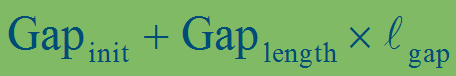 Gap init + Gap length × ℓ gap